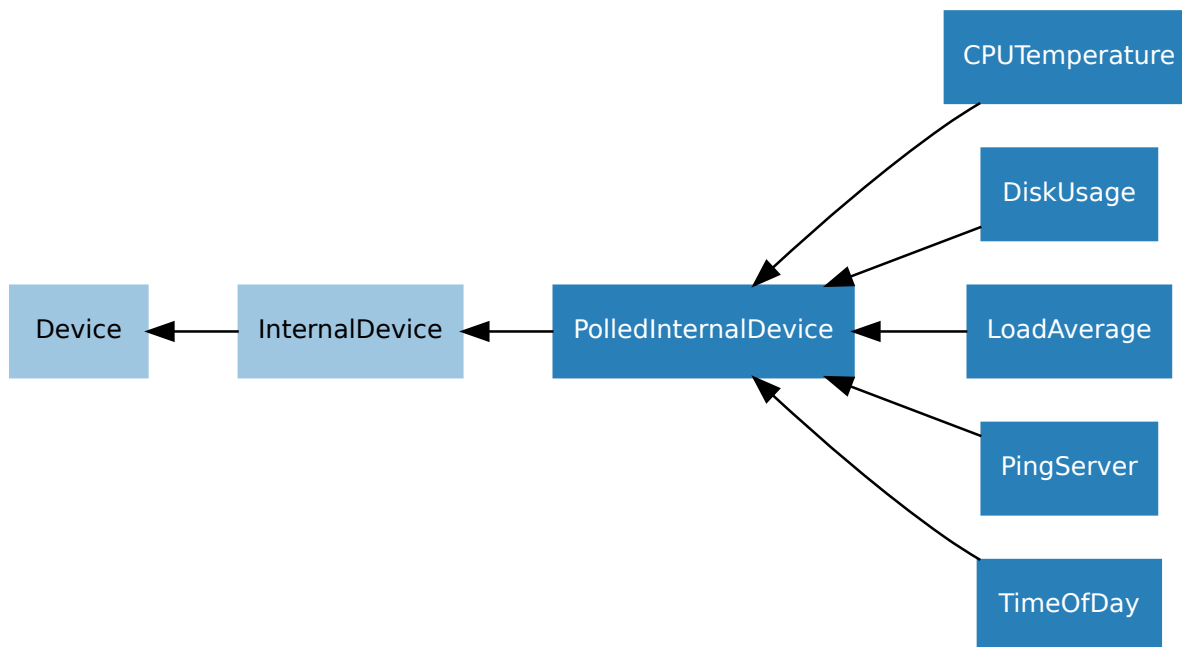 CPUTemperature
DiskUsage
Device
InternalDevice
PolledInternalDevice
LoadAverage
PingServer
TimeOfDay